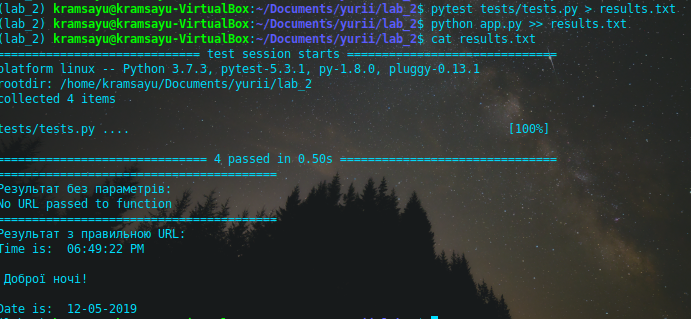 (lab_2) kramsayu@kramsayu-VirtualBox:~/Documents/yurii/lab_2$ pytest tests/tests.py > results.txt
(lab_2) kramsayu@kramsayu-VirtualBox:~/Documents/yurii/lab_2$ python app.py >> results.txt
(lab_2) kramsayu@kramsayu-VirtualBox:~/Documents/yurii/lab_2$ cat results.txt
============================= test session starts ==============================
platform linux -- Python 3.7.3, pytest-5.3.1, py-1.8.0, pluggy-0.13.1
rootdir: /home/kramsayu/Documents/yurii/lab_2
collected 4 items
tests/tests.py .... [100%]
============================== 4 passed in 0.50s ===============================
========================================
Результат без параметрів:
No URL passed to function
========================================
Результат з правильною URL:
Time is:  06:49:22 PM
Доброї ночі!
Date is:  12-05-2019